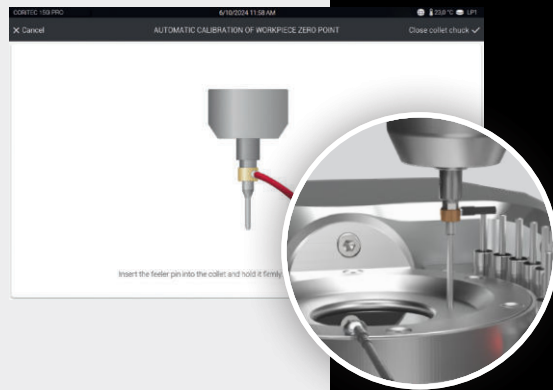 CORITEC 150i PRO 6/10/2024 11:58 AM 23,0 °C UP1
✕ Cancel AUTOMATIC CALIBRATION OF WORKPIECE ZERO POINT Close collet chuck ✓
Insert the feeler pin into the collet and hold it firmly